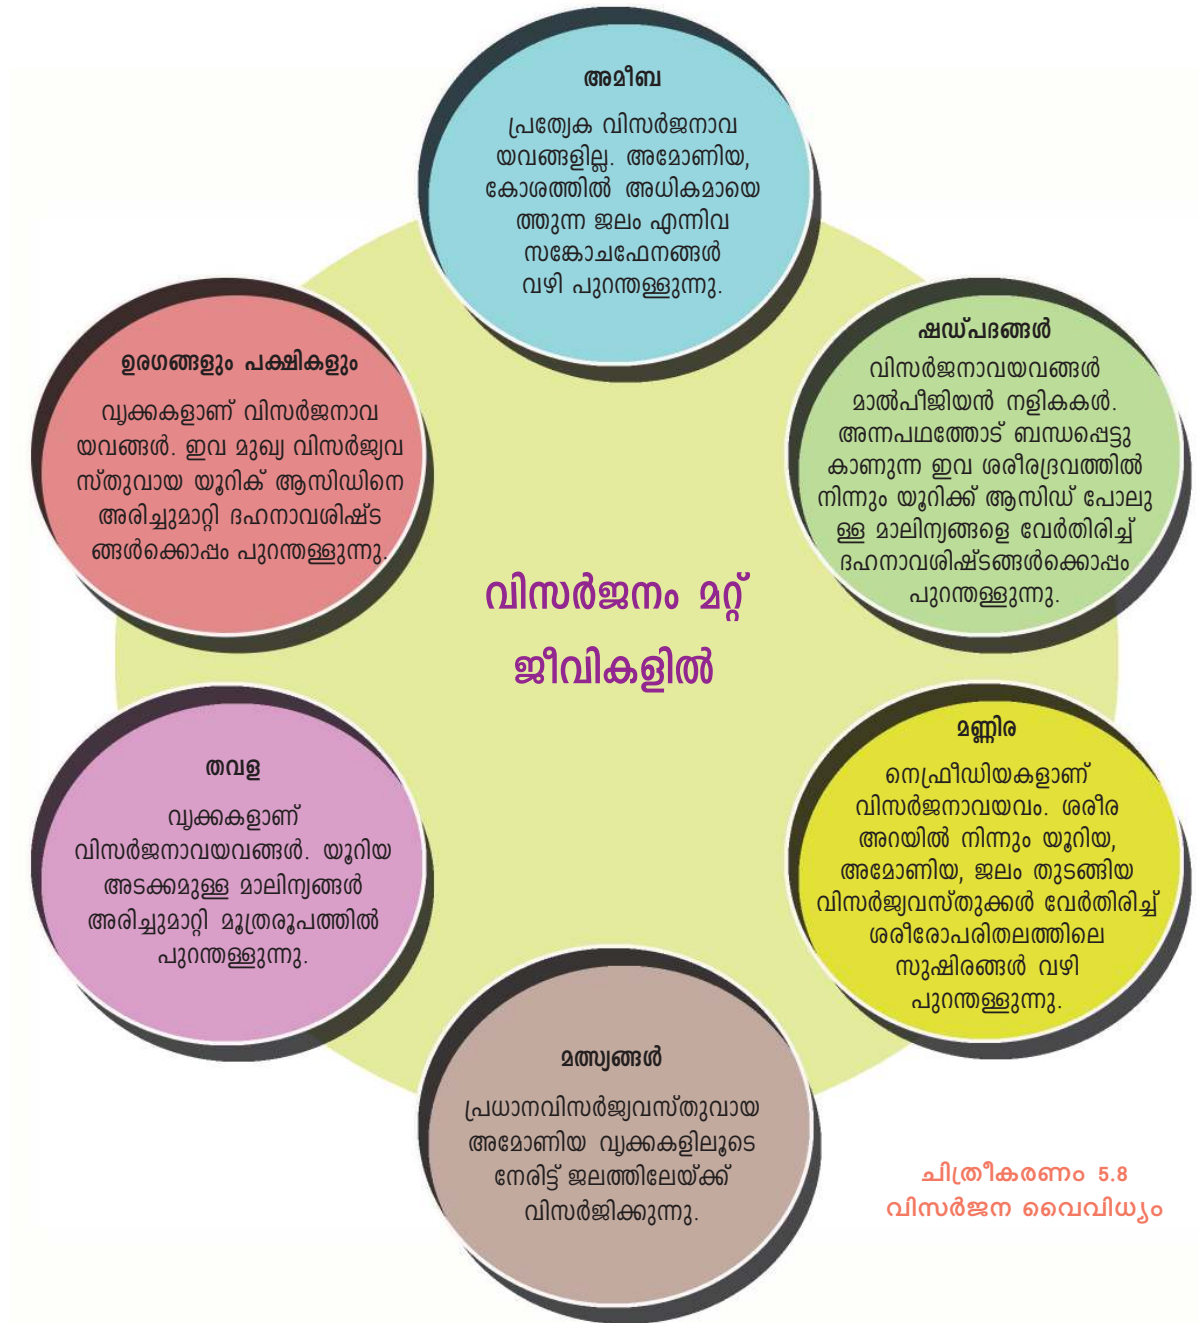 അമീബ
പ്രത്യേക വിസർജനാവ
യവങ്ങളില്ല. അമോണിയ,
കോശത്തിൽ അധികമായെ
ത്തുന്ന ജലം എന്നിവ
സങ്കോചഫേനങ്ങൾ
വഴി പുറന്തള്ളുന്നു.
ഷഡ്പദങ്ങൾ
വിസർജനാവയവങ്ങൾ
മാൽപീജിയൻ നളികകൾ.
അന്നപഥത്തോട് ബന്ധപ്പെട്ടു
കാണുന്ന ഇവ ശരീരദ്രവത്തിൽ
നിന്നും യൂറിക്ക് ആസിഡ് പോലു
ള്ള മാലിന്യങ്ങളെ വേർതിരിച്ച്
ദഹനാവശിഷ്ടങ്ങൾക്കൊപ്പം
പുറന്തള്ളുന്നു.
മണ്ണിര
നെഫ്രീഡിയകളാണ്
വിസർജനാവയവം. ശരീര
അറയിൽ നിന്നും യൂറിയ,
അമോണിയ, ജലം തുടങ്ങിയ
വിസർജ്യവസ്തുക്കൾ വേർതിരിച്ച്
ശരീരോപരിതലത്തിലെ
സുഷിരങ്ങൾ വഴി
പുറന്തള്ളുന്നു.
മത്സ്യങ്ങൾ
പ്രധാനവിസർജ്യവസ്തുവായ
അമോണിയ വൃക്കകളിലൂടെ
നേരിട്ട് ജലത്തിലേയ്ക്ക്
വിസർജിക്കുന്നു.
തവള
വൃക്കകളാണ്
വിസർജനാവയവങ്ങൾ. യൂറിയ
അടക്കമുള്ള മാലിന്യങ്ങൾ
അരിച്ചുമാറ്റി മൂത്രരൂപത്തിൽ
പുറന്തള്ളുന്നു.
ഉരഗങ്ങളും പക്ഷികളും
വൃക്കകളാണ് വിസർജനാവ
യവങ്ങൾ. ഇവ മുഖ്യ വിസർജ്യവ
സ്തുവായ യൂറിക് ആസിഡിനെ
അരിച്ചുമാറ്റി ദഹനാവശിഷ്ട
ങ്ങൾക്കൊപ്പം പുറന്തള്ളുന്നു.
വിസർജനം മറ്റ്
ജീവികളിൽ
ചിത്രീകരണം 5.8
വിസർജന വൈവിധ്യം